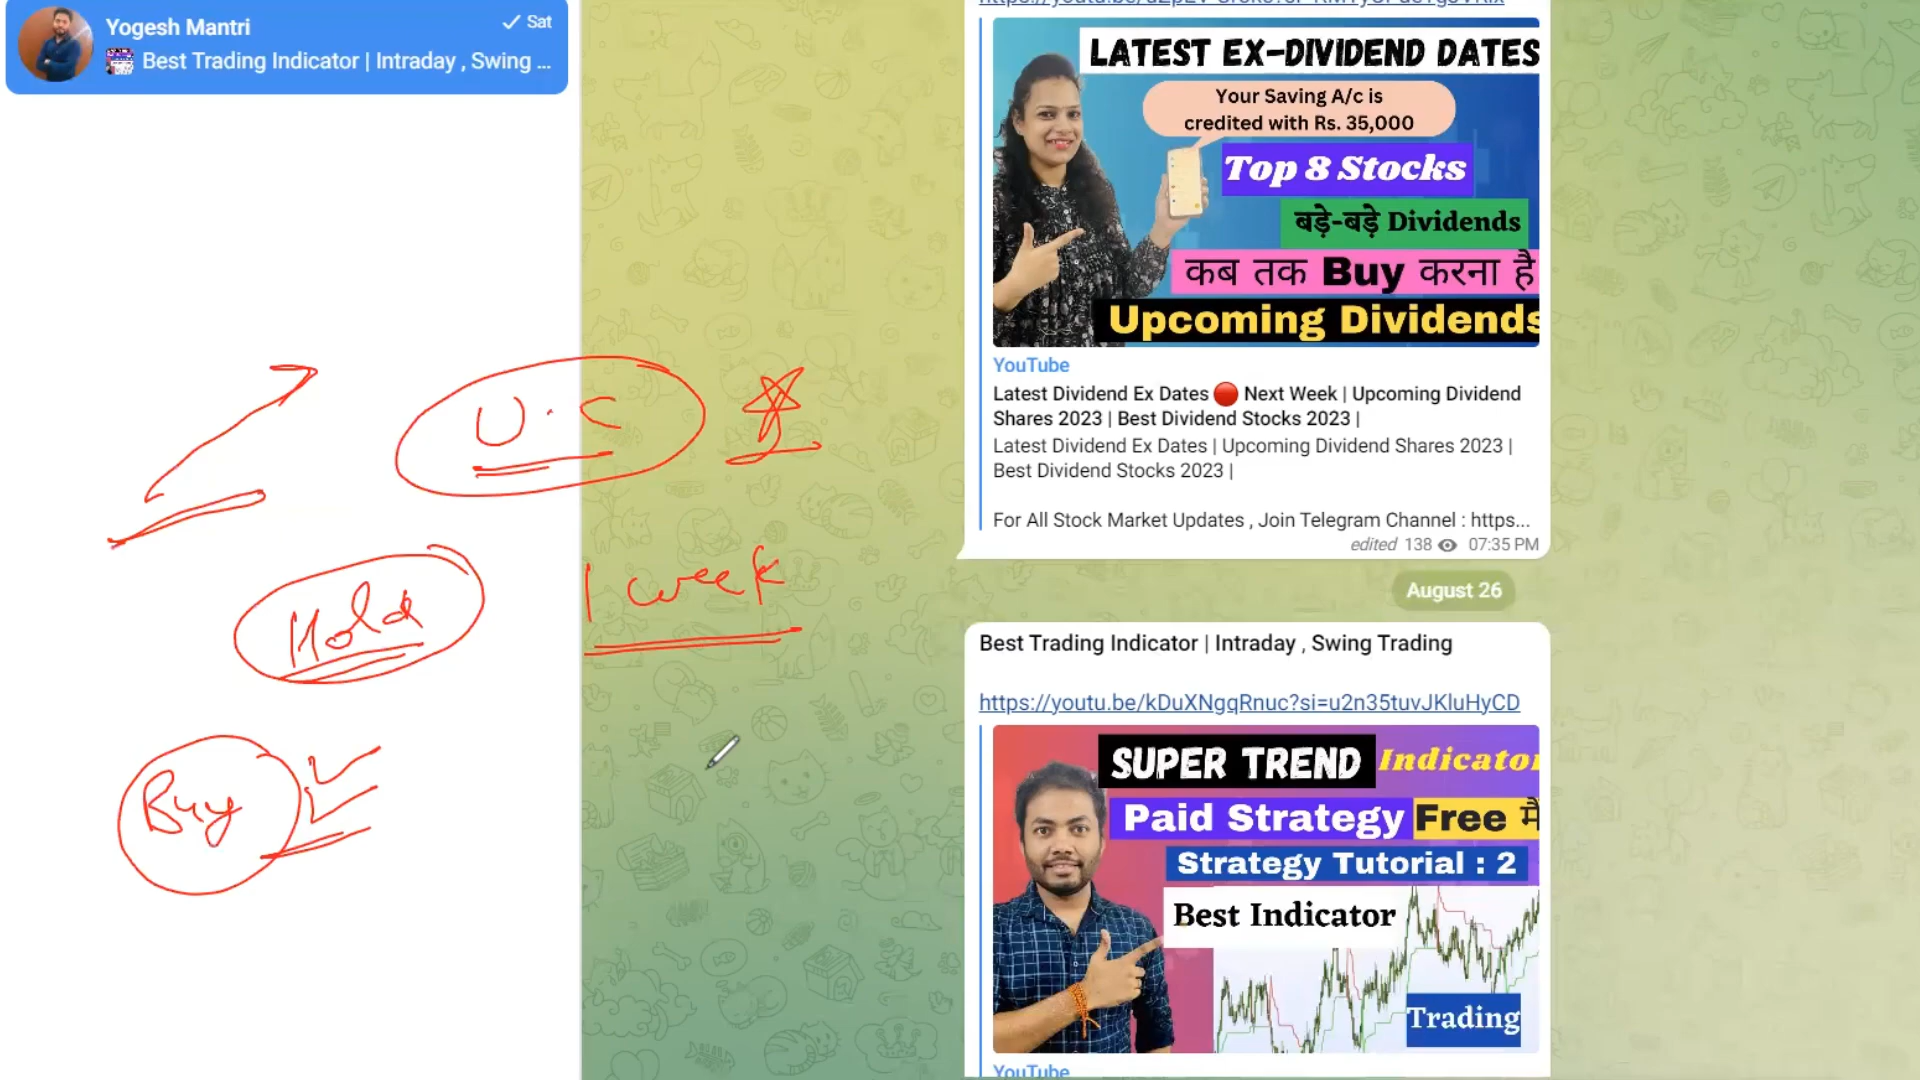 Yogesh Mantri
Sat
Best Trading Indicator | Intraday , Swing ...
U.C
Hold
1 week
Buy
LATEST EX-DIVIDEND DATES
Your Saving A/c is
credited with Rs. 35,000
Top 8 Stocks
बड़े-बड़े Dividends
कब तक Buy करना है
Upcoming Dividends
YouTube
Latest Dividend Ex Dates 🔴 Next Week | Upcoming Dividend
Shares 2023 | Best Dividend Stocks 2023 |
Latest Dividend Ex Dates | Upcoming Dividend Shares 2023 |
Best Dividend Stocks 2023 |
For All Stock Market Updates , Join Telegram Channel : https...
edited 138 07:35 PM
August 26
Best Trading Indicator | Intraday , Swing Trading
https://youtu.be/kDuXNgqRnuc?si=u2n35tuvJKluHyCD
SUPER TREND Indicator
Paid Strategy Free में
Strategy Tutorial : 2
Best Indicator
Trading
YouTube